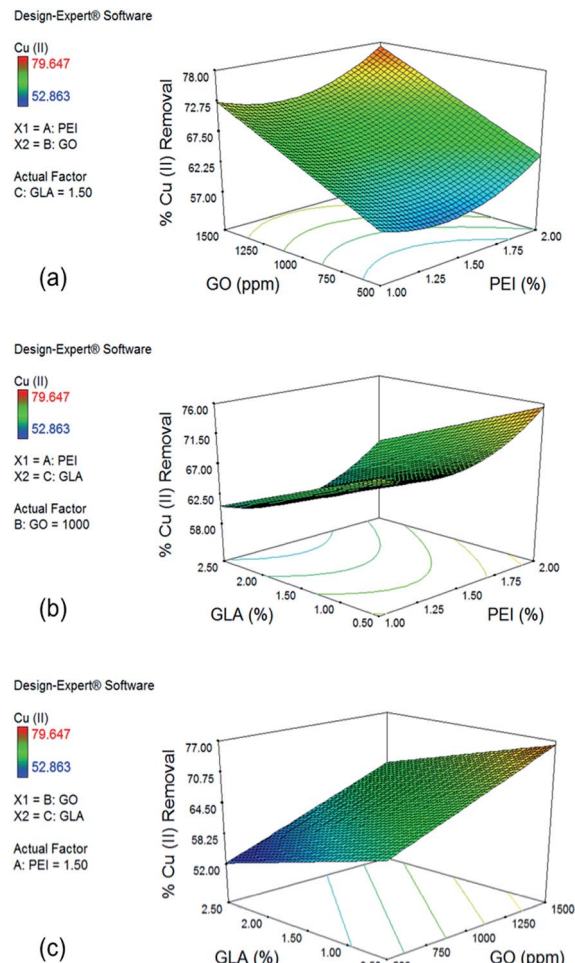 Design-Expert® Software
Cu (II)
79.647
52.863
X1 = A: PEI
X2 = B: GO
Actual Factor
C: GLA = 1.50
% Cu (II) Removal
78.00
72.75
67.50
62.25
57.00
1500
1250
1000
750
500
GO (ppm)
1.00
1.25
1.50
1.75
2.00
PEI (%)
(a)
Design-Expert® Software
Cu (II)
79.647
52.863
X1 = A: PEI
X2 = C: GLA
Actual Factor
B: GO = 1000
% Cu (II) Removal
76.00
71.50
67.00
62.50
58.00
2.50
2.00
1.50
1.00
0.50
GLA (%)
1.00
1.25
1.50
1.75
2.00
PEI (%)
(b)
Design-Expert® Software
Cu (II)
79.647
52.863
X1 = B: GO
X2 = C: GLA
Actual Factor
A: PEI = 1.50
% Cu (II) Removal
77.00
70.75
64.50
58.25
52.00
2.50
2.00
1.50
1.00
GLA (%)
750
1000
1250
1500
GO (ppm)
(c)